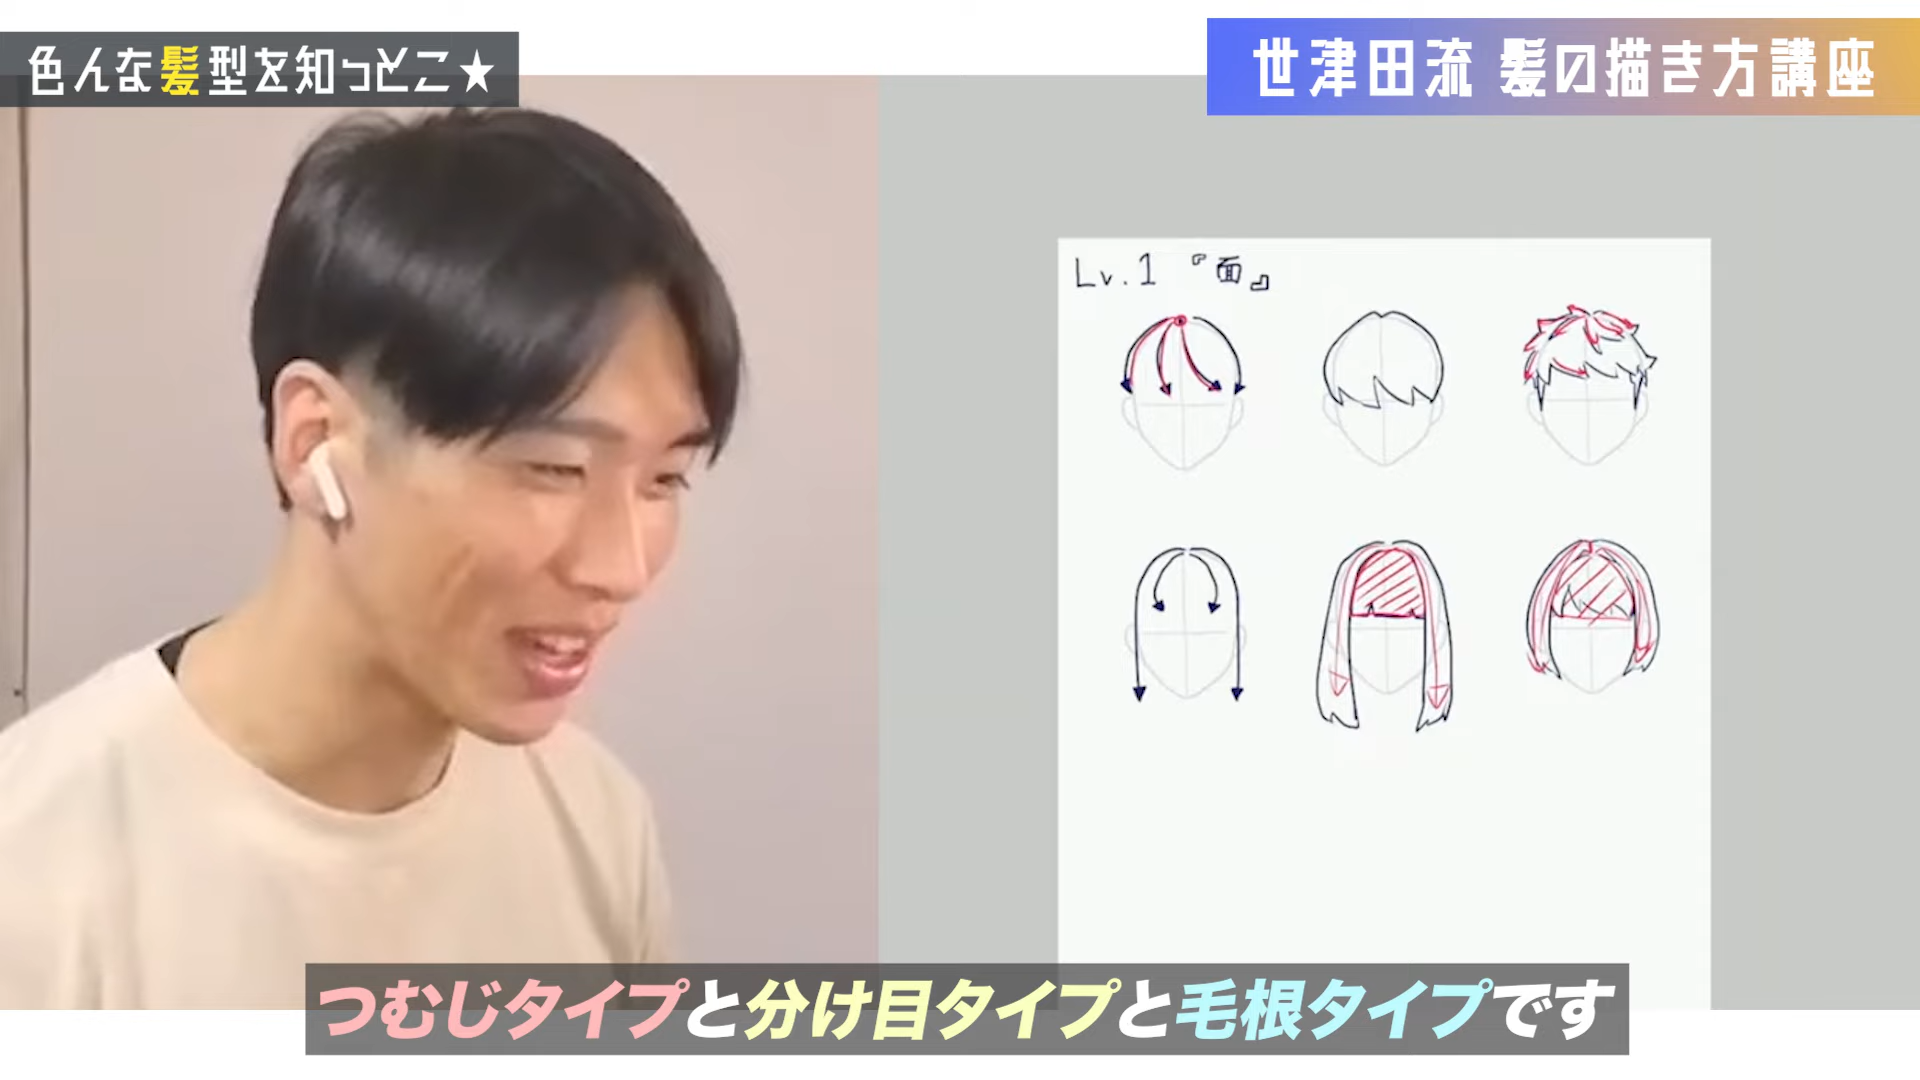 色んな髪型を知っとこ★
世津田流 髪の描き方講座
Lv.1 『面』
つむじタイプと分け目タイプと毛根タイプです